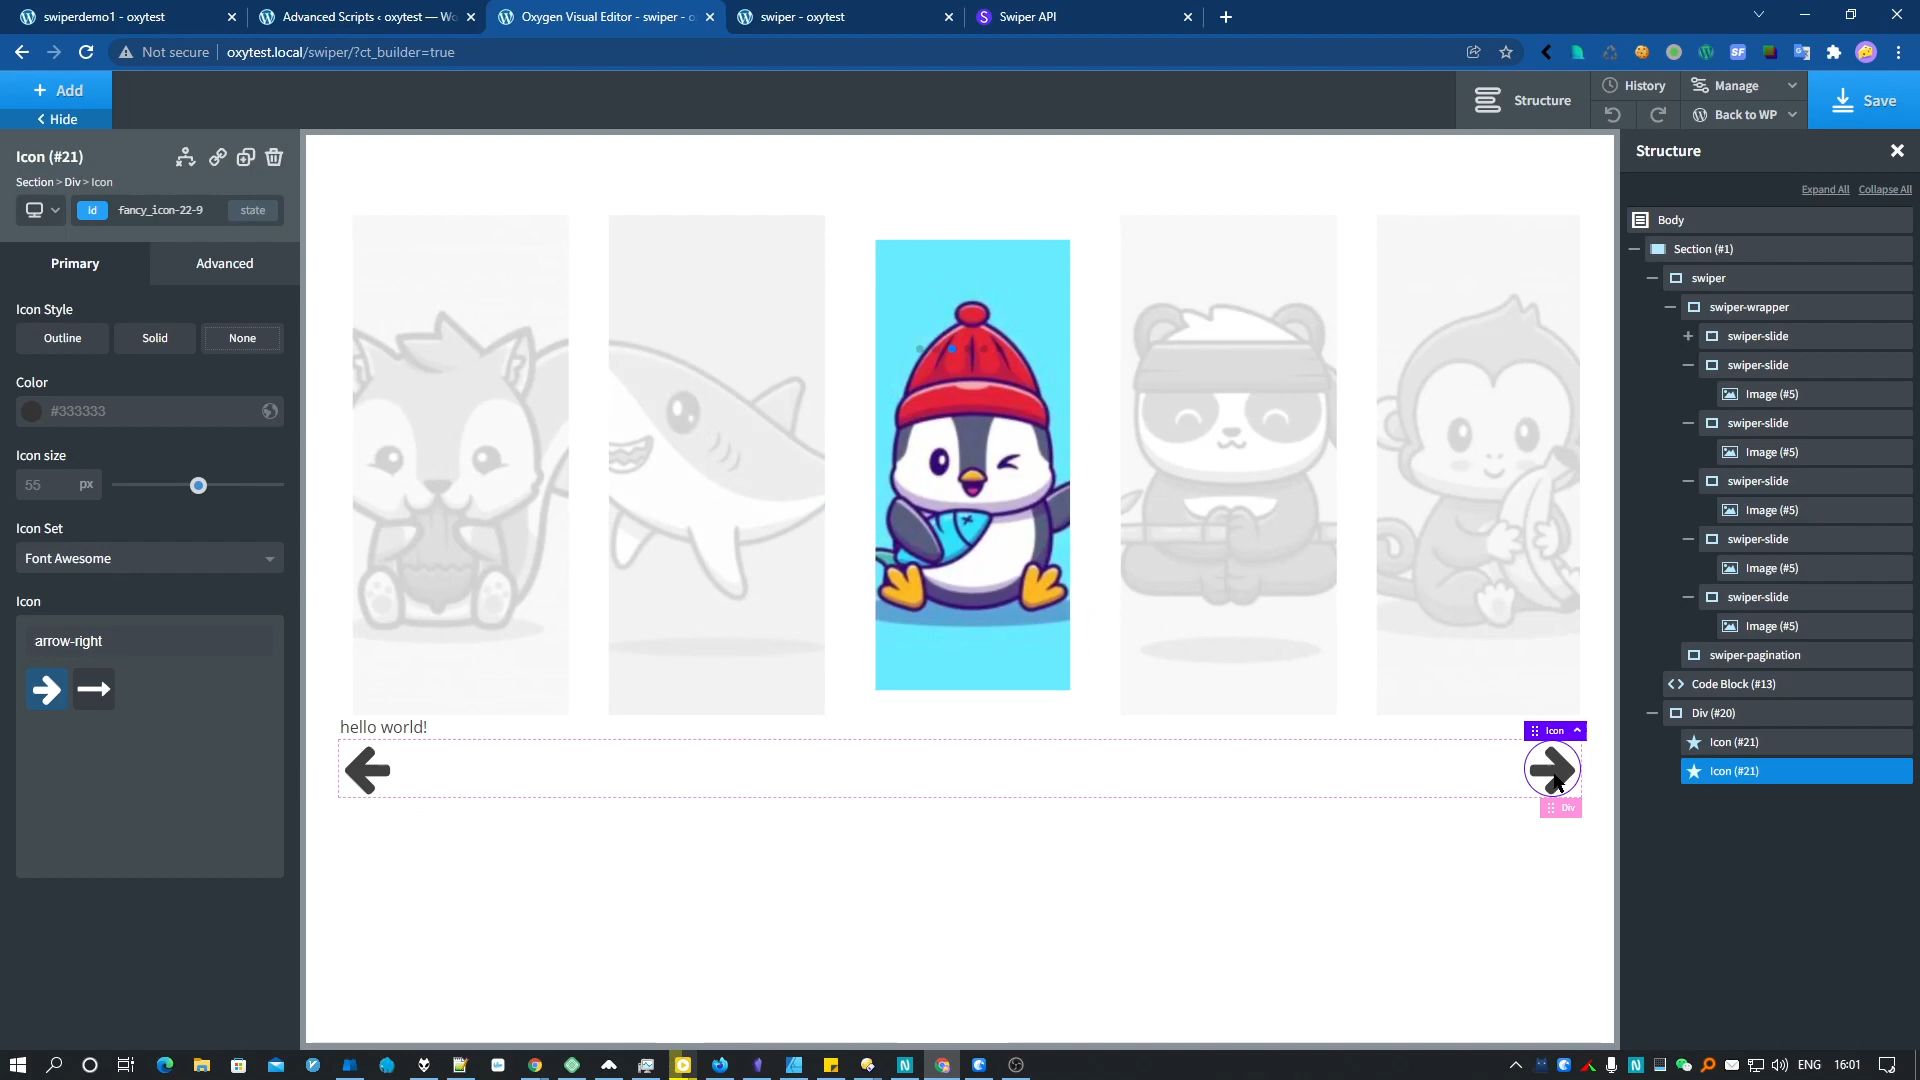 swiperdemo1 - oxytest
Advanced Scripts ‹ oxytest — Wo
Oxygen Visual Editor - swiper - o
swiper - oxytest
Swiper API
Not secure
oxytest.local/swiper/?ct_builder=true
+ Add
< Hide
Structure
History
Manage
Back to WP
Save
Icon (#21)
Section > Div > Icon
id
fancy_icon-22-9
state
Primary
Advanced
Icon Style
Outline
Solid
None
Color
#333333
Icon size
55
px
Icon Set
Font Awesome
Icon
arrow-right
hello world!
Icon
Div
Structure
Expand All
Collapse All
Body
Section (#1)
swiper
swiper-wrapper
swiper-slide
swiper-slide
Image (#5)
swiper-slide
Image (#5)
swiper-slide
Image (#5)
swiper-slide
Image (#5)
swiper-slide
Image (#5)
swiper-pagination
Code Block (#13)
Div (#20)
Icon (#21)
Icon (#21)
ENG
16:01